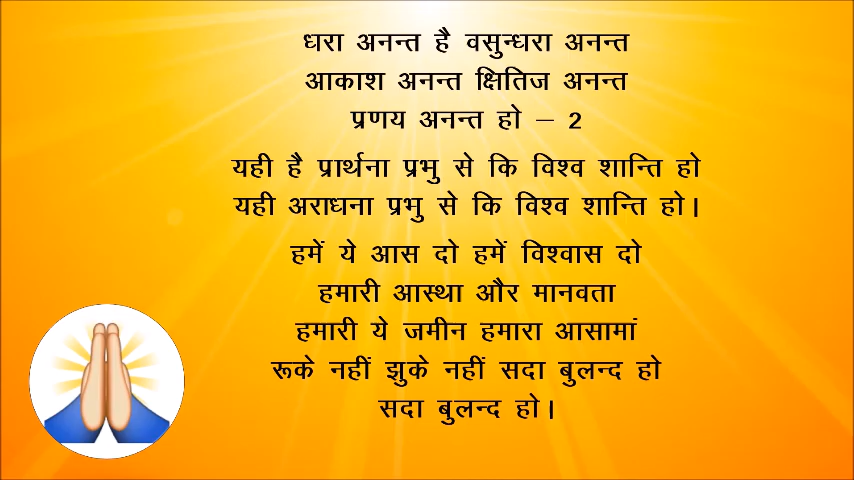 धरा अनन्त है वसुन्धरा अनन्त
आकाश अनन्त क्षितिज अनन्त
प्रणय अनन्त हो – 2
यही है प्रार्थना प्रभु से कि विश्व शान्ति हो
यही अराधना प्रभु से कि विश्व शान्ति हो।
हमें ये आस दो हमें विश्वास दो
हमारी आस्था और मानवता
हमारी ये जमीन हमारा आसामां
रूके नहीं झुके नहीं सदा बुलन्द हो
सदा बुलन्द हो।